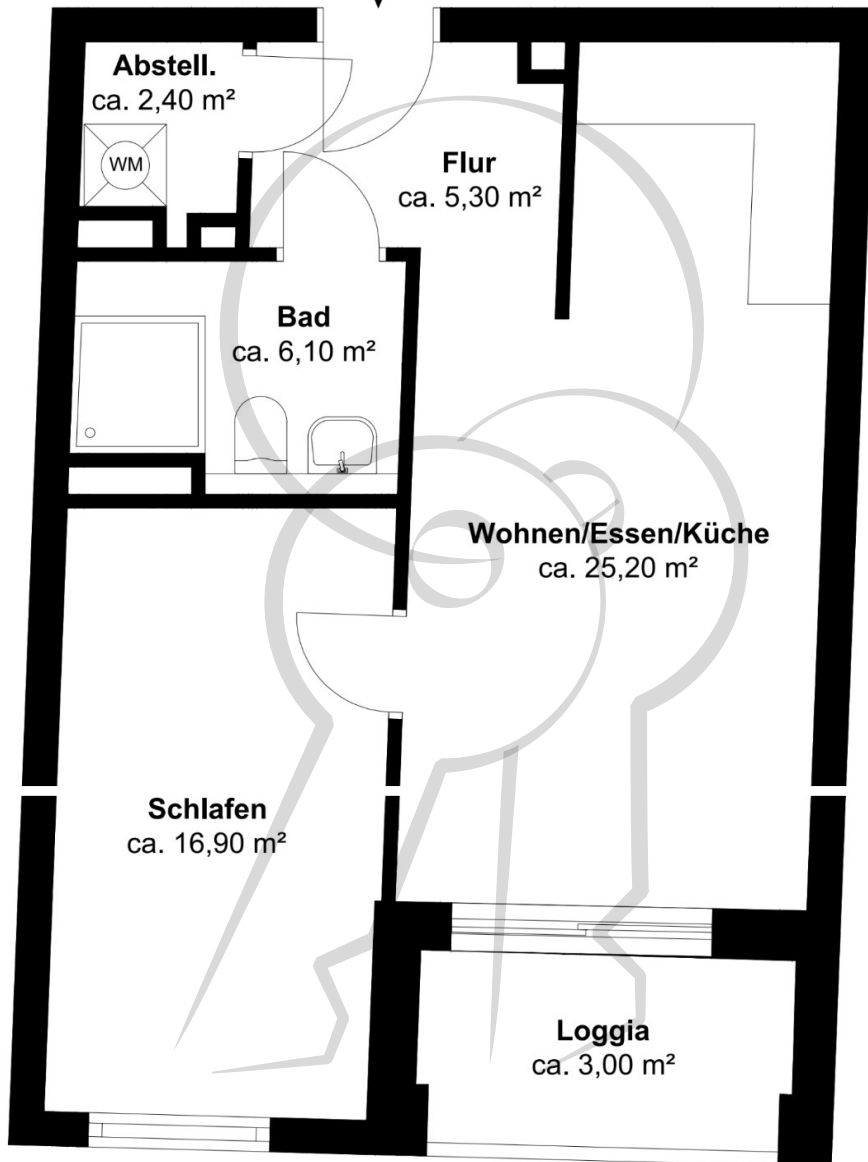 Abstell.
ca. 2,40 m²
WM
Flur
ca. 5,30 m²
Bad
ca. 6,10 m²
Wohnen/Essen/Küche
ca. 25,20 m²
Schlafen
ca. 16,90 m²
Loggia
ca. 3,00 m²